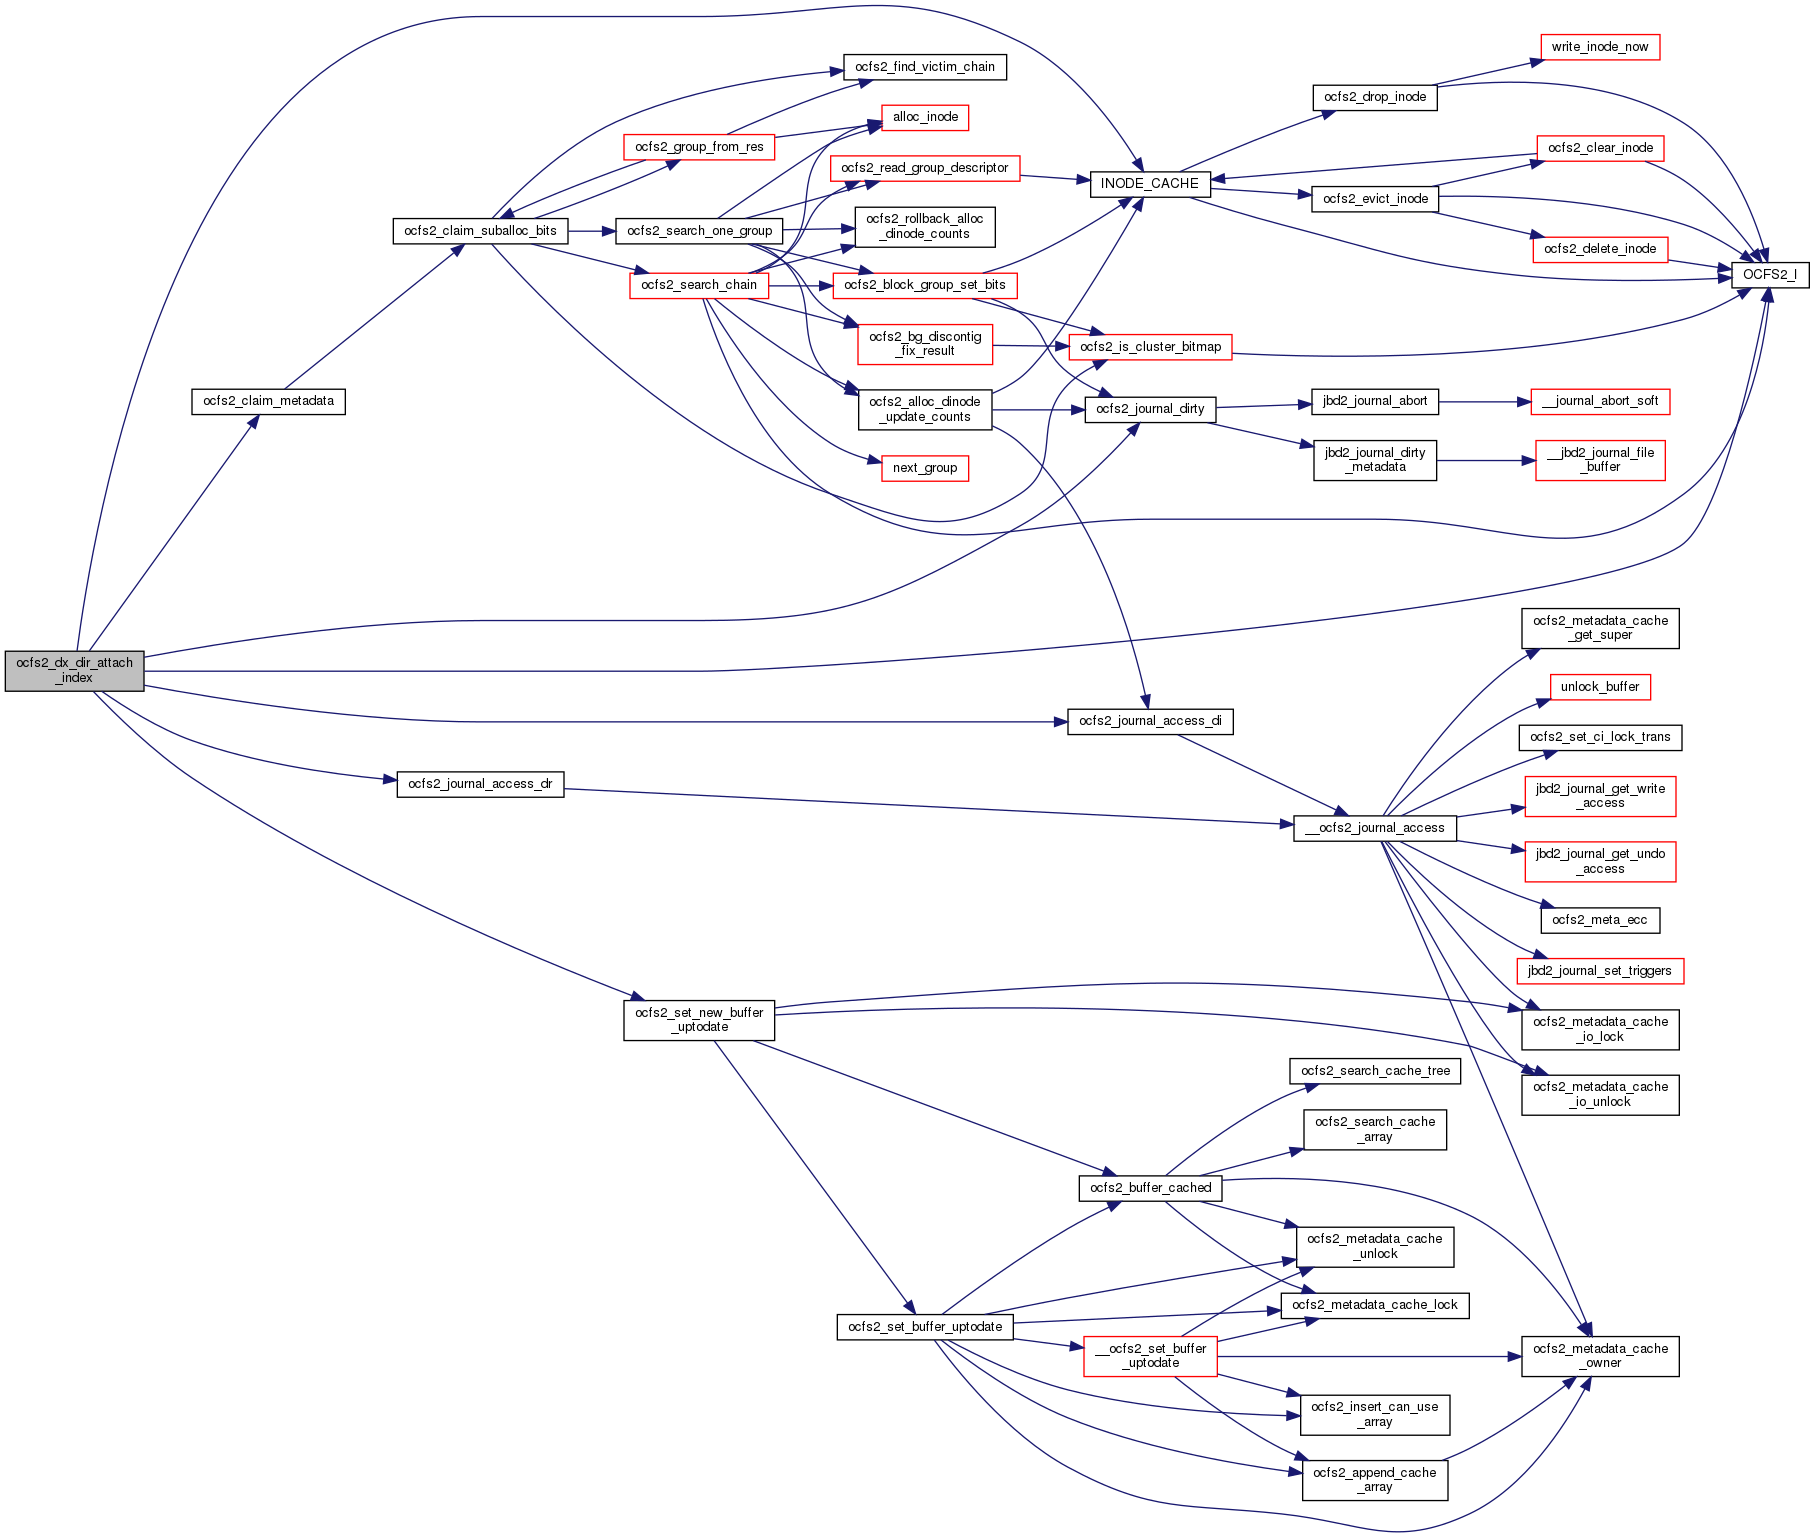 ocfs2_find_victim_chain
write_inode_now
ocfs2_drop_inode
alloc_inode
ocfs2_group_from_res
ocfs2_clear_inode
ocfs2_read_group_descriptor
INODE_CACHE
ocfs2_evict_inode
ocfs2_claim_suballoc_bits
ocfs2_search_one_group
ocfs2_rollback_alloc
_dinode_counts
ocfs2_delete_inode
OCFS2_I
ocfs2_search_chain
ocfs2_block_group_set_bits
ocfs2_bg_discontig
_fix_result
ocfs2_is_cluster_bitmap
ocfs2_claim_metadata
ocfs2_alloc_dinode
_update_counts
ocfs2_journal_dirty
jbd2_journal_abort
__journal_abort_soft
next_group
jbd2_journal_dirty
_metadata
__jbd2_journal_file
_buffer
ocfs2_dx_dir_attach
_index
ocfs2_metadata_cache
_get_super
unlock_buffer
ocfs2_journal_access_di
ocfs2_set_ci_lock_trans
ocfs2_journal_access_dr
jbd2_journal_get_write
_access
__ocfs2_journal_access
jbd2_journal_get_undo
_access
ocfs2_meta_ecc
jbd2_journal_set_triggers
ocfs2_set_new_buffer
_uptodate
ocfs2_metadata_cache
_io_lock
ocfs2_search_cache_tree
ocfs2_metadata_cache
_io_unlock
ocfs2_search_cache
_array
ocfs2_buffer_cached
ocfs2_metadata_cache
_unlock
ocfs2_metadata_cache_lock
ocfs2_set_buffer_uptodate
__ocfs2_set_buffer
_uptodate
ocfs2_metadata_cache
_owner
ocfs2_insert_can_use
_array
ocfs2_append_cache
_array